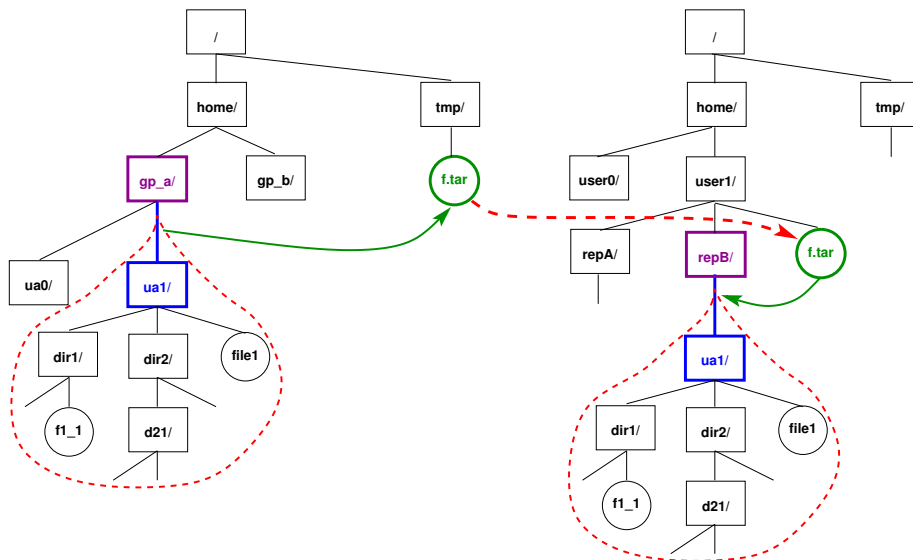 /
home/
tmp/
gp_a/
gp_b/
f.tar
ua0/
ua1/
dir1/
dir2/
file1
f1_1
d21/
/
home/
tmp/
user0/
user1/
repA/
repB/
f.tar
ua1/
dir1/
dir2/
file1
f1_1
d21/